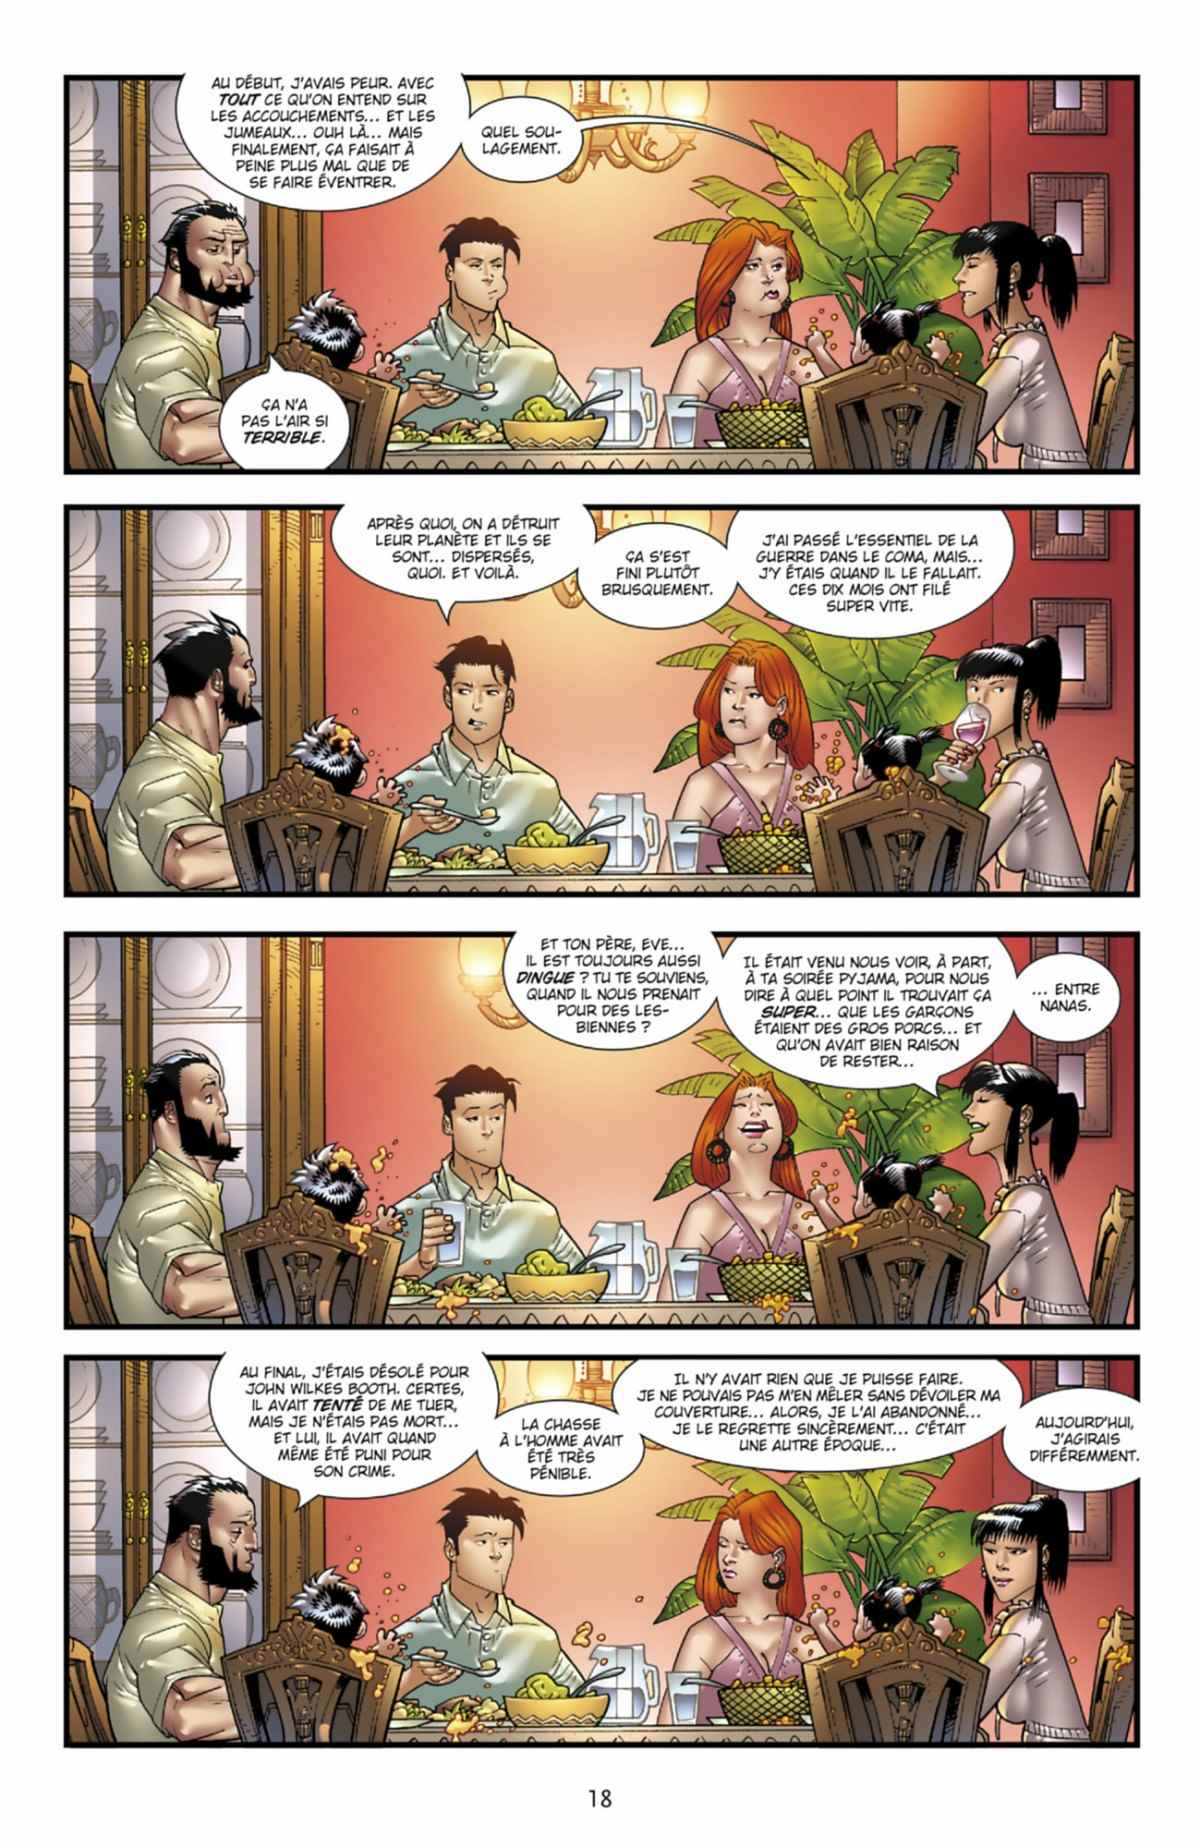 AU DÉBUT, J'AVAIS PEUR. AVEC
TOUT CE QU'ON ENTEND SUR
LES ACCOUCHEMENTS... ET LES
JUMEAUX... OUH LÀ... MAIS
FINALEMENT, ÇA FAISAIT À
PEINE PLUS MAL QUE DE
SE FAIRE ÉVENTRER.
QUEL SOU-
LAGEMENT.
ÇA N'A
PAS L'AIR SI
TERRIBLE.
APRÈS QUOI, ON A DÉTRUIT
LEUR PLANÈTE ET ILS SE
SONT... DISPERSÉS,
QUOI. ET VOILÀ.
ÇA S'EST
FINI PLUTÔT
BRUSQUEMENT.
J'AI PASSÉ L'ESSENTIEL DE LA
GUERRE DANS LE COMA, MAIS...
J'Y ÉTAIS QUAND IL LE FALLAIT.
CES DIX MOIS ONT FILÉ
SUPER VITE.
ET TON PÈRE, EVE...
IL EST TOUJOURS AUSSI
DINGUE ? TU TE SOUVIENS,
QUAND IL NOUS PRENAIT
POUR DES LES-
BIENNES ?
IL ÉTAIT VENU NOUS VOIR, À PART,
À TA SOIRÉE PYJAMA, POUR NOUS
DIRE À QUEL POINT IL TROUVAIT ÇA
SUPER... QUE LES GARÇONS
ÉTAIENT DES GROS PORCS... ET
QU'ON AVAIT BIEN RAISON
DE RESTER...
... ENTRE
NANAS.
AU FINAL, J'ÉTAIS DÉSOLÉ POUR
JOHN WILKES BOOTH. CERTES,
IL AVAIT TENTÉ DE ME TUER,
MAIS JE N'ÉTAIS PAS MORT...
ET LUI, IL AVAIT QUAND
MÊME ÉTÉ PUNI POUR
SON CRIME.
LA CHASSE
À L'HOMME AVAIT
ÉTÉ TRÈS
PÉNIBLE.
IL N'Y AVAIT RIEN QUE JE PUISSE FAIRE.
JE NE POUVAIS PAS M'EN MÊLER SANS DÉVOILER MA
COUVERTURE... ALORS, JE L'AI ABANDONNÉ...
JE LE REGRETTE SINCÈREMENT... C'ÉTAIT
UNE AUTRE ÉPOQUE...
AUJOURD'HUI,
J'AGIRAIS
DIFFÉREMMENT.
18